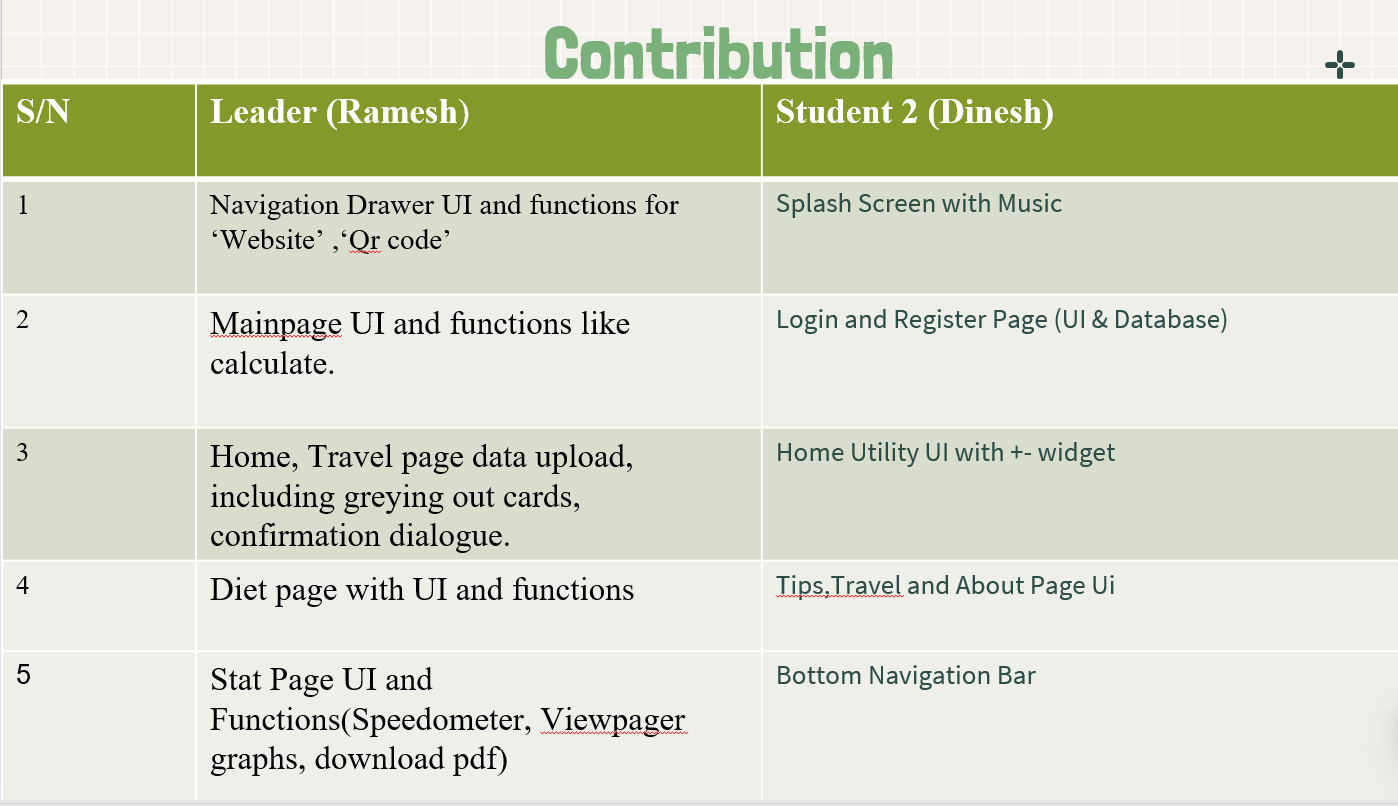 Contribution
S/N
Leader (Ramesh)
Student 2 (Dinesh)
1
Navigation Drawer UI and functions for
‘Website’ ,‘Qr code’
Splash Screen with Music
2
Mainpage UI and functions like
calculate.
Login and Register Page (UI & Database)
3
Home, Travel page data upload,
including greying out cards,
confirmation dialogue.
Home Utility UI with +- widget
4
Diet page with UI and functions
Tips,Travel and About Page Ui
5
Stat Page UI and
Functions(Speedometer, Viewpager
graphs, download pdf)
Bottom Navigation Bar